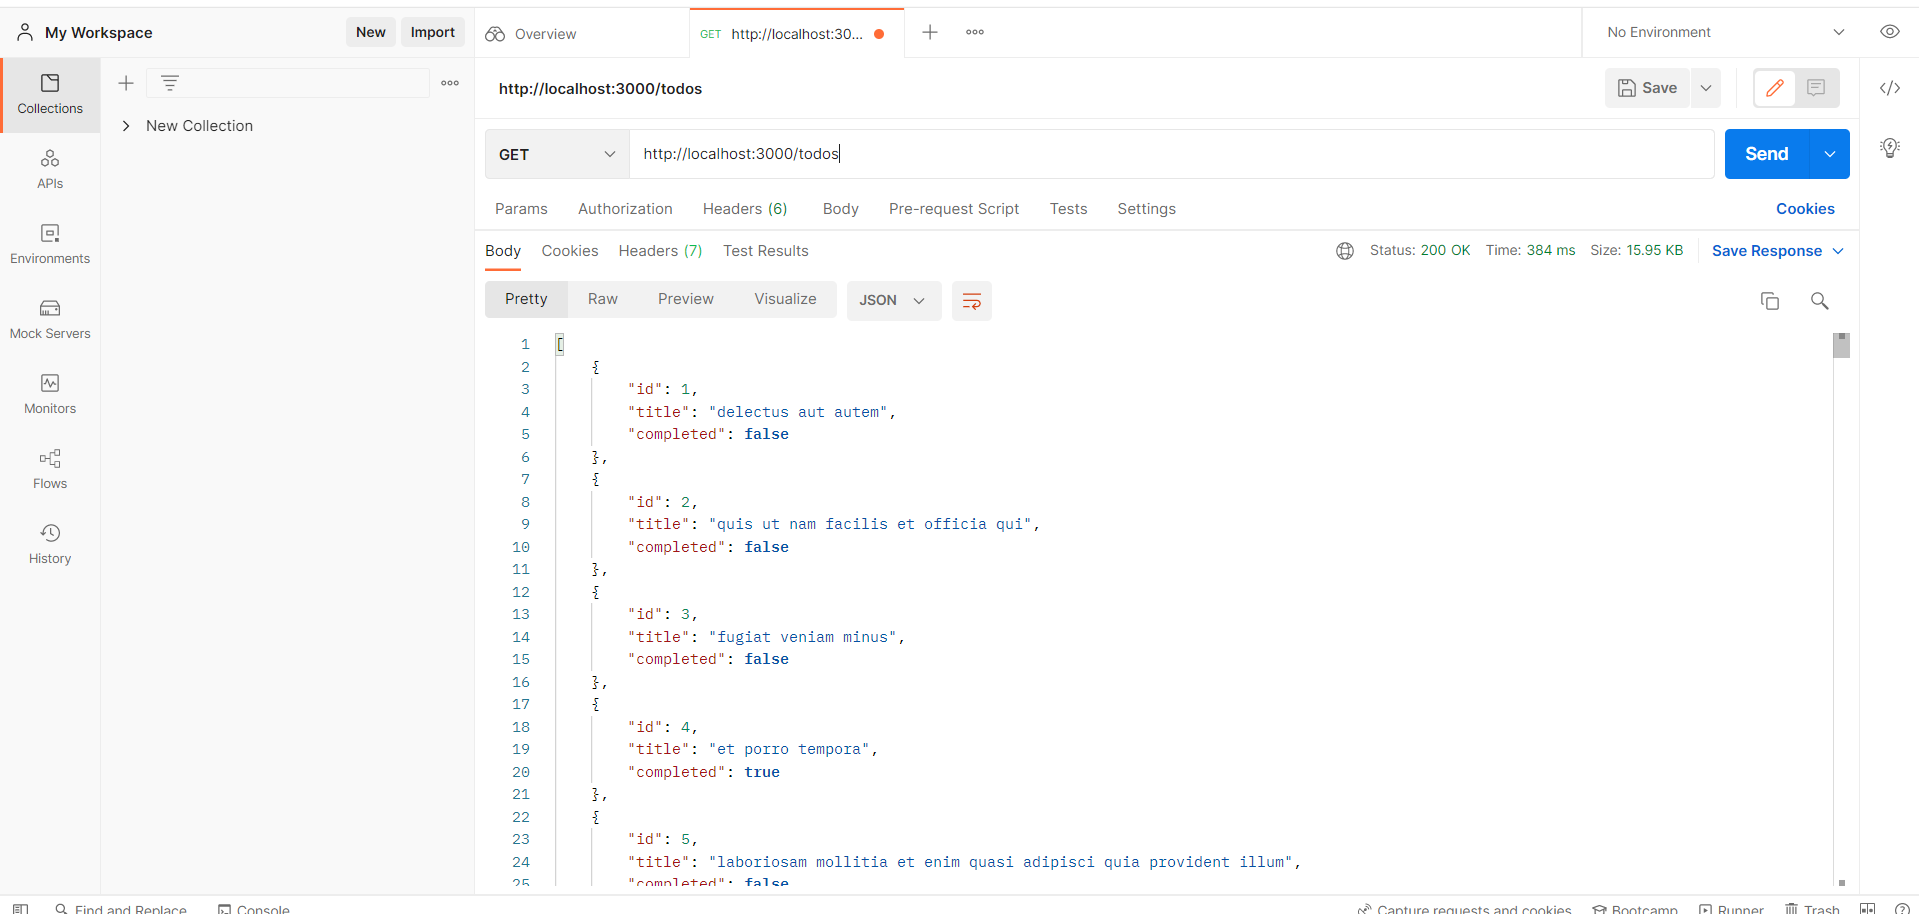 My Workspace
New
Import
Overview
GET http://localhost:30...
No Environment
Collections
APIs
Environments
Mock Servers
Monitors
Flows
History
New Collection
http://localhost:3000/todos
Save
GET
http://localhost:3000/todos
Send
Params Authorization Headers (6) Body Pre-request Script Tests Settings Cookies
Body Cookies Headers (7) Test Results Status: 200 OK Time: 384 ms Size: 15.95 KB Save Response
Pretty Raw Preview Visualize JSON
1 [
2 {
3 "id": 1,
4 "title": "delectus aut autem",
5 "completed": false
6 },
7 {
8 "id": 2,
9 "title": "quis ut nam facilis et officia qui",
10 "completed": false
11 },
12 {
13 "id": 3,
14 "title": "fugiat veniam minus",
15 "completed": false
16 },
17 {
18 "id": 4,
19 "title": "et porro tempora",
20 "completed": true
21 },
22 {
23 "id": 5,
24 "title": "laboriosam mollitia et enim quasi adipisci quia provident illum",
25 "completed": false
Find and Replace Console Capture requests and cookies Bootcamp Runner Trash